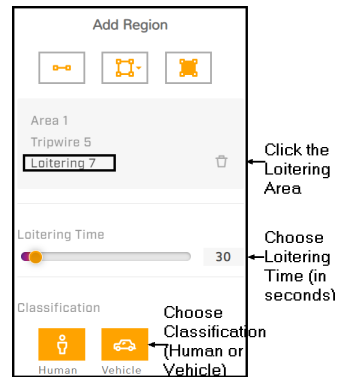 Add Region
Area 1
Tripwire 5
Loitering 7
Click the
Loitering
Area
Loitering Time
30
Choose
Loitering
Time (in
seconds)
Classification
Choose
Classification
(Human or
Vehicle)
Human
Vehicle